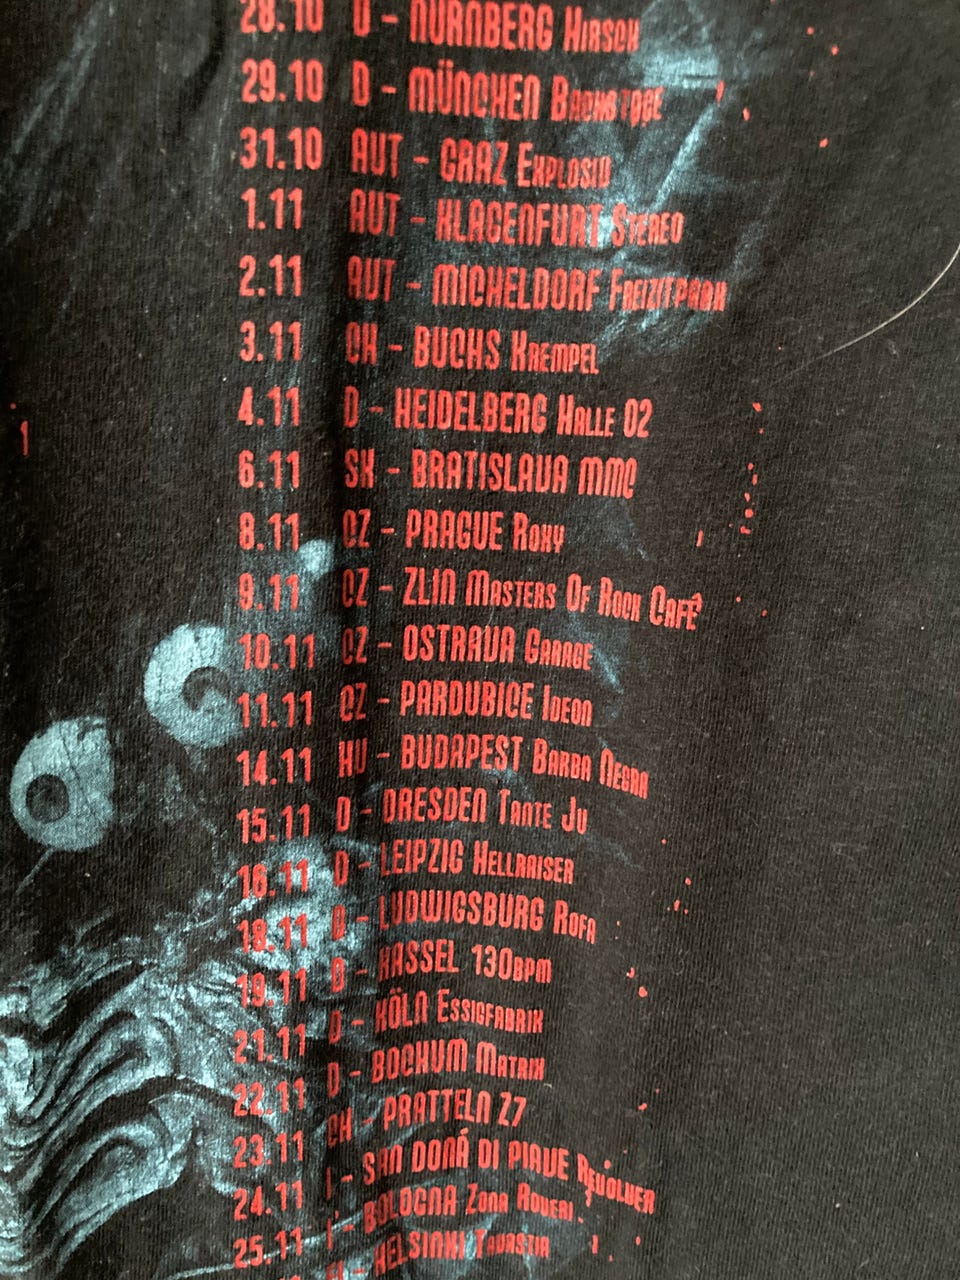 28.10 D - NÜRNBERG HIRSCH
29.10 D - MÜNCHEN BACKSTAGE
31.10 AUT - GRAZ EXPLOSIV
1.11 AUT - KLAGENFURT STEREO
2.11 AUT - MICHELDORF FREIZITPARK
3.11 CH - BUCHS KREMPEL
4.11 D - HEIDELBERG HALLE 02
6.11 SK - BRATISLAVA MMC
8.11 CZ - PRAGUE ROXY
9.11 CZ - ZLIN MASTERS OF ROCK CAFÉ
10.11 CZ - OSTRAVA GARAGE
11.11 CZ - PARDUBICE IDEON
14.11 HU - BUDAPEST BARBA NEGRA
15.11 D - DRESDEN TANTE JU
16.11 D - LEIPZIG HELLRAISER
18.11 D - LUDWIGSBURG ROFA
19.11 D - KASSEL 130BPM
21.11 D - KÖLN ESSIGFABRIK
22.11 D - BOCHUM MATRIX
23.11 CH - PRATTELN Z7
24.11 I - SAN DONÁ DI PIAVE REVOLVER
25.11 I - BOLOGNA ZONA ROVERI
FI - HELSINKI TAVASTIA